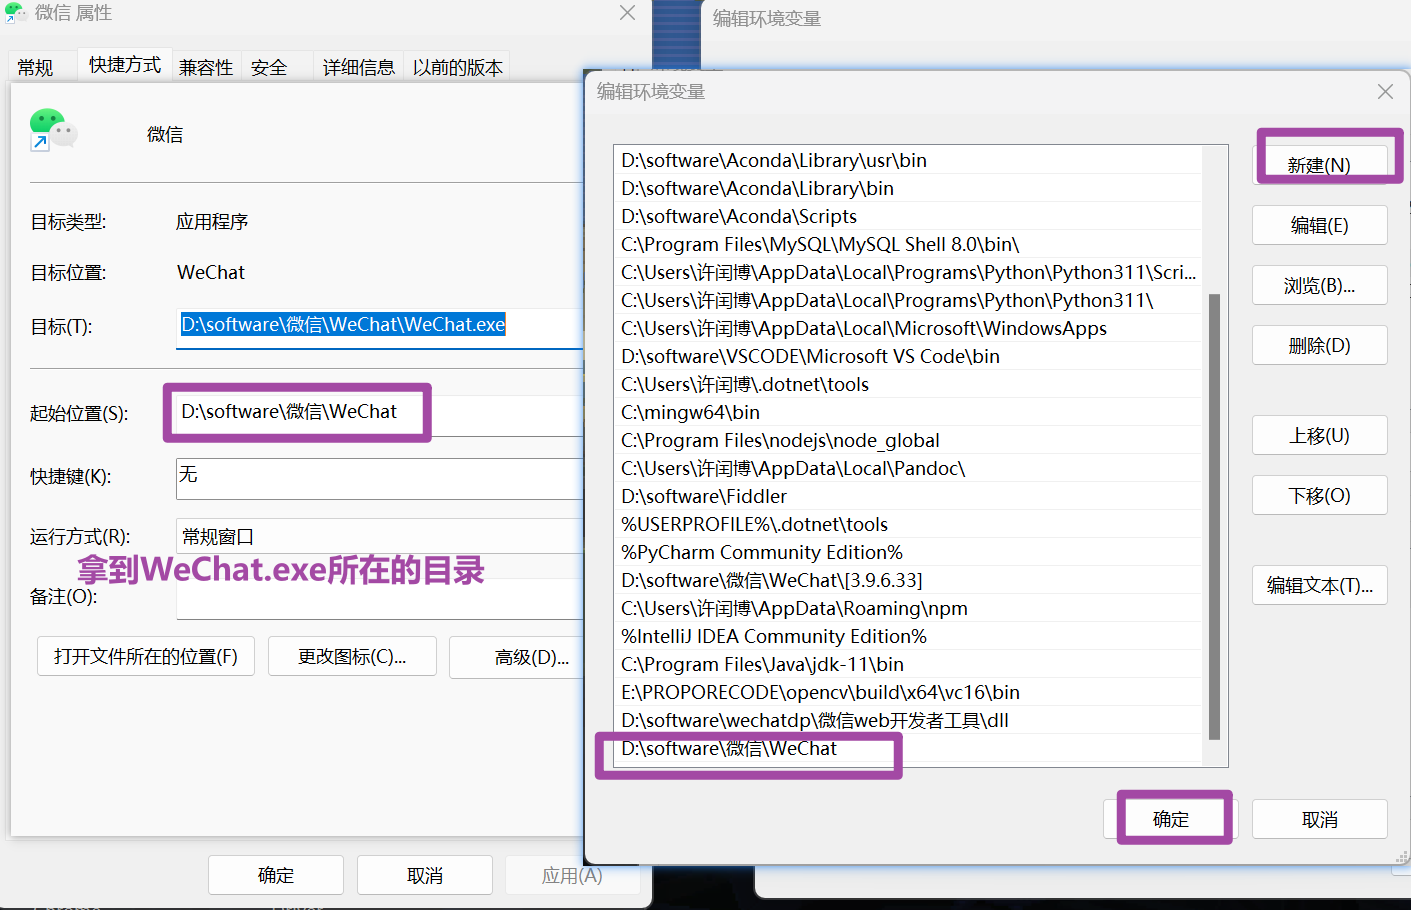 微信 属性
常规
快捷方式
兼容性
安全
详细信息
以前的版本
微信
目标类型:
应用程序
目标位置:
WeChat
目标(T):
D:\software\微信\WeChat\WeChat.exe
起始位置(S):
D:\software\微信\WeChat
快捷键(K):
无
运行方式(R):
常规窗口
拿到WeChat.exe所在的目录
备注(O):
打开文件所在的位置(F)
更改图标(C)...
高级(D)...
确定
取消
应用(A)
编辑环境变量
编辑环境变量
D:\software\Aconda\Library\usr\bin
D:\software\Aconda\Library\bin
D:\software\Aconda\Scripts
C:\Program Files\MySQL\MySQL Shell 8.0\bin\
C:\Users\许闰博\AppData\Local\Programs\Python\Python311\Scri...
C:\Users\许闰博\AppData\Local\Programs\Python\Python311\
C:\Users\许闰博\AppData\Local\Microsoft\WindowsApps
D:\software\VSCODE\Microsoft VS Code\bin
C:\Users\许闰博\.dotnet\tools
C:\mingw64\bin
C:\Program Files\nodejs\node_global
C:\Users\许闰博\AppData\Local\Pandoc\
D:\software\Fiddler
%USERPROFILE%\.dotnet\tools
%PyCharm Community Edition%
D:\software\微信\WeChat\[3.9.6.33]
C:\Users\许闰博\AppData\Roaming\npm
%IntelliJ IDEA Community Edition%
C:\Program Files\Java\jdk-11\bin
E:\PROPORECODE\opencv\build\x64\vc16\bin
D:\software\wechatdp\微信web开发者工具\dll
D:\software\微信\WeChat
新建(N)
编辑(E)
浏览(B)...
删除(D)
上移(U)
下移(O)
编辑文本(T)...
确定
取消